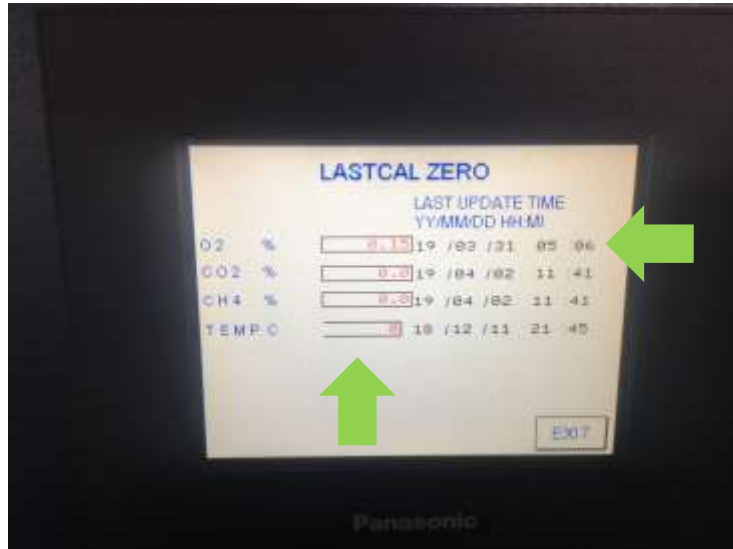 LASTCAL ZERO
LAST UPDATE TIME
YY/MM/DD HH:MI
O2 % 0.15 19 /03 /31 05 06
CO2 % 0.0 19 /04 /02 11 41
CH4 % 0.0 19 /04 /02 11 41
TEMP C 0 18 /12 /11 21 45
EXIT
Panasonic